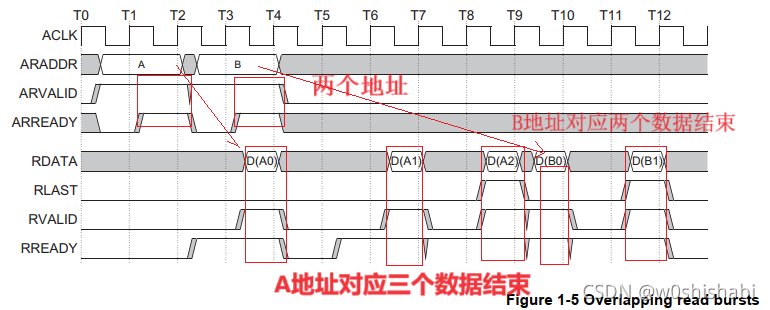 T0 T1 T2 T3 T4 T5 T6 T7 T8 T9 T10 T11 T12
ACLK
ARADDR A B
ARVALID 两个地址
ARREADY B地址对应两个数据结束
RDATA D(A0) D(A1) D(A2) D(B0) D(B1)
RLAST
RVALID
RREADY
A地址对应三个数据结束
CSDN @w0shishabi
Figure 1-5 Overlapping read bursts